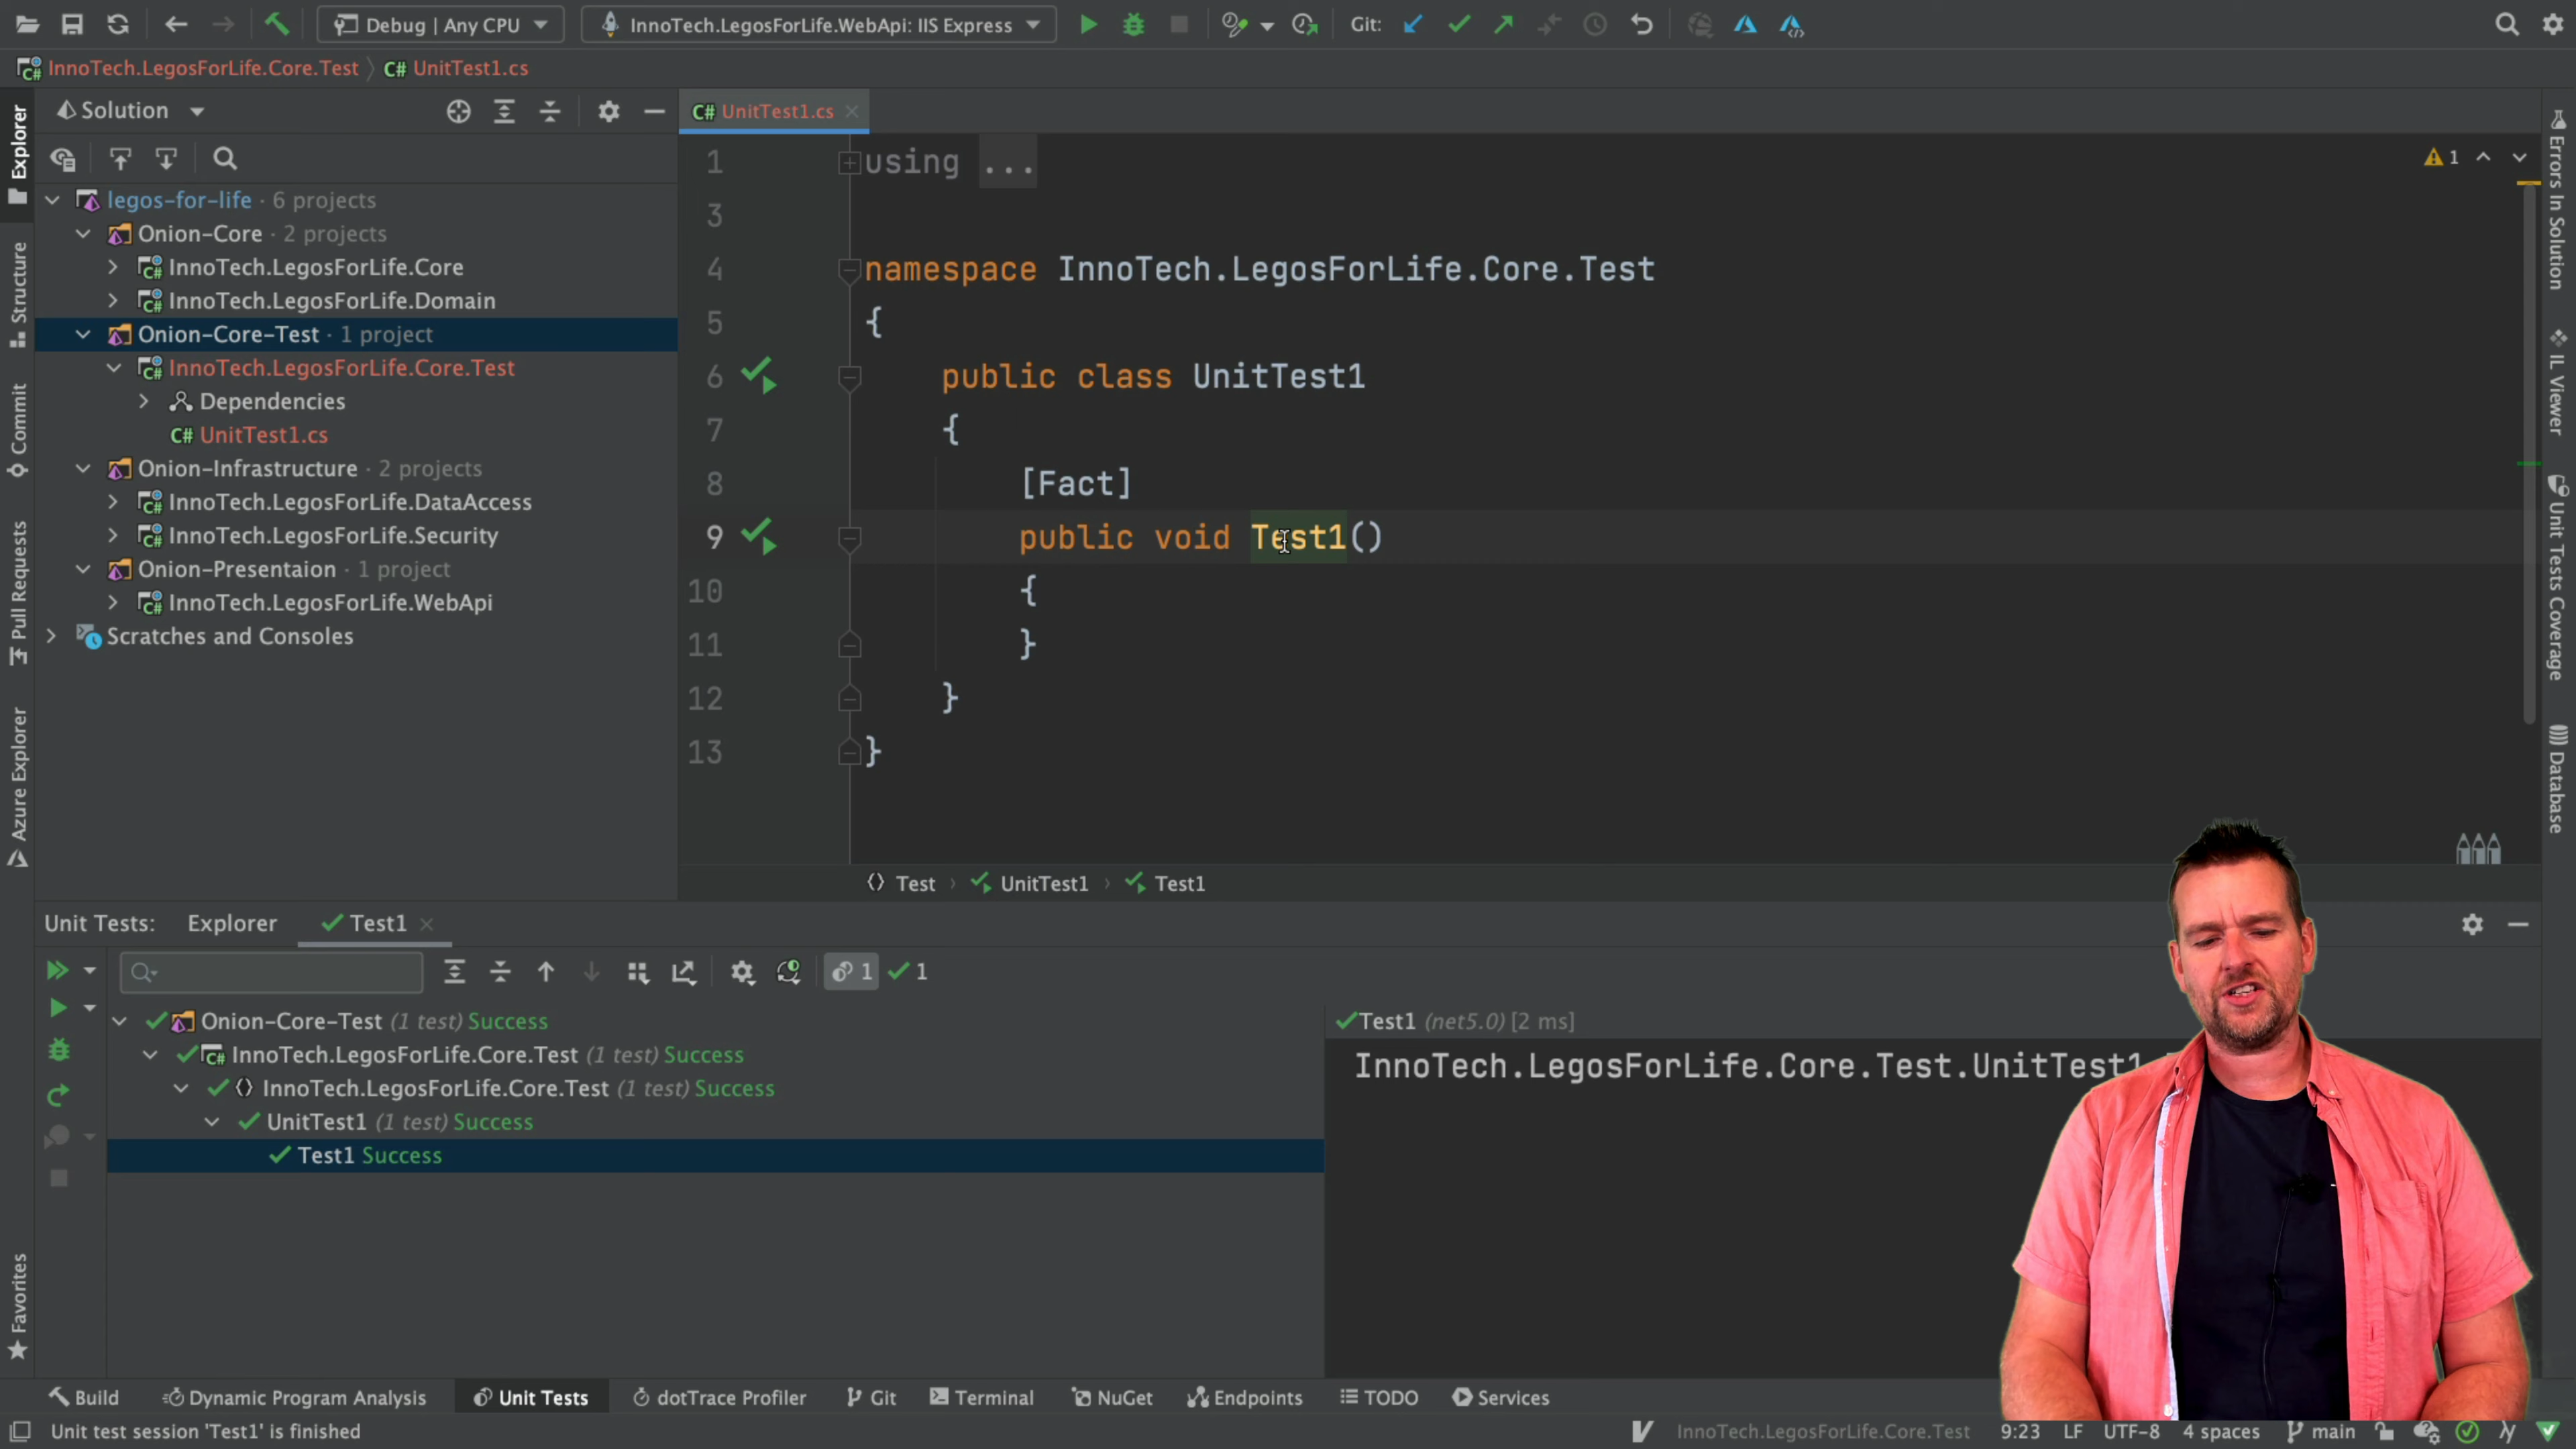 Debug | Any CPU
InnoTech.LegosForLife.WebApi: IIS Express
Git:
InnoTech.LegosForLife.Core.Test
C# UnitTest1.cs
Explorer
Structure
Commit
Pull Requests
Azure Explorer
Favorites
Solution
legos-for-life · 6 projects
Onion-Core · 2 projects
InnoTech.LegosForLife.Core
InnoTech.LegosForLife.Domain
Onion-Core-Test · 1 project
InnoTech.LegosForLife.Core.Test
Dependencies
C# UnitTest1.cs
Onion-Infrastructure · 2 projects
InnoTech.LegosForLife.DataAccess
InnoTech.LegosForLife.Security
Onion-Presentaion · 1 project
InnoTech.LegosForLife.WebApi
Scratches and Consoles
C# UnitTest1.cs
1 using ...
3
4 namespace InnoTech.LegosForLife.Core.Test
5 {
6 public class UnitTest1
7 {
8 [Fact]
9 public void Test1()
10 {
11 }
12 }
13 }
1
Test
UnitTest1
Test1
Errors In Solution
IL Viewer
Unit Tests Coverage
Database
Unit Tests:
Explorer
Test1
1
1
Onion-Core-Test (1 test) Success
InnoTech.LegosForLife.Core.Test (1 test) Success
InnoTech.LegosForLife.Core.Test (1 test) Success
UnitTest1 (1 test) Success
Test1 Success
Test1 (net5.0) [2 ms]
InnoTech.LegosForLife.Core.Test.UnitTest1
Build
Dynamic Program Analysis
Unit Tests
dotTrace Profiler
Git
Terminal
NuGet
Endpoints
TODO
Services
Unit test session 'Test1' is finished
InnoTech.LegosForLife.Core.Test
9:23
LF
UTF-8
4 spaces
main